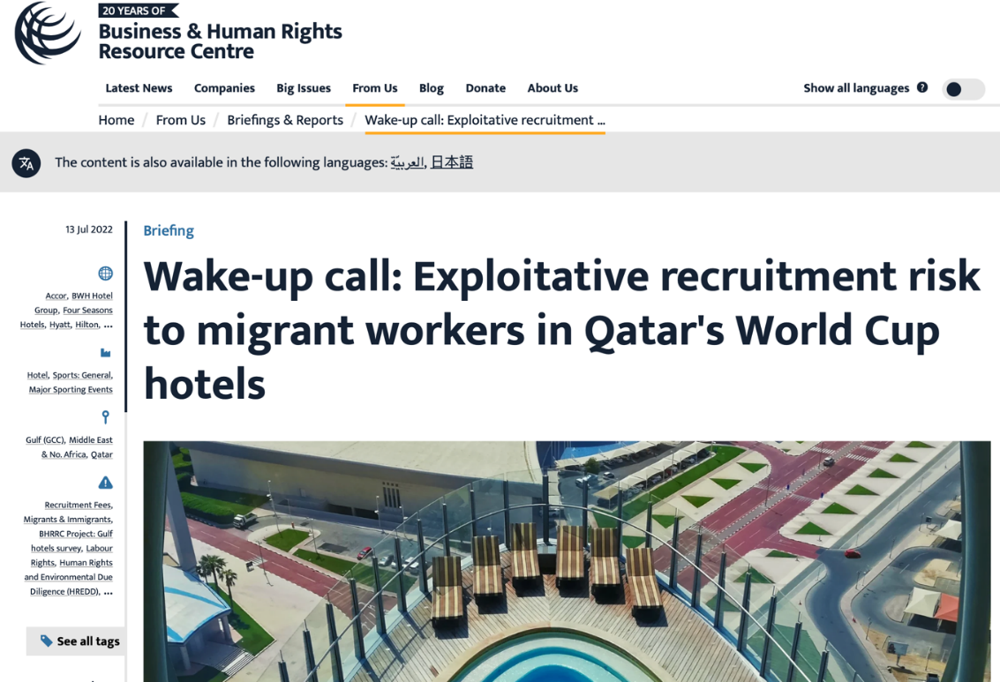 20 YEARS OF
Business & Human Rights
Resource Centre
Latest News Companies Big Issues From Us Blog Donate About Us Show all languages ?
Home / From Us / Briefings & Reports / Wake-up call: Exploitative recruitment ...
The content is also available in the following languages: العربيّة, 日本語
13 Jul 2022
Accor, BWH Hotel
Group, Four Seasons
Hotels, Hyatt, Hilton, ...
Hotel, Sports: General,
Major Sporting Events
Gulf (GCC), Middle East
& No. Africa, Qatar
Recruitment Fees,
Migrants & Immigrants,
BHRRC Project: Gulf
hotels survey, Labour
Rights, Human Rights
and Environmental Due
Diligence (HREDD), ...
See all tags
Briefing
Wake-up call: Exploitative recruitment risk
to migrant workers in Qatar's World Cup
hotels